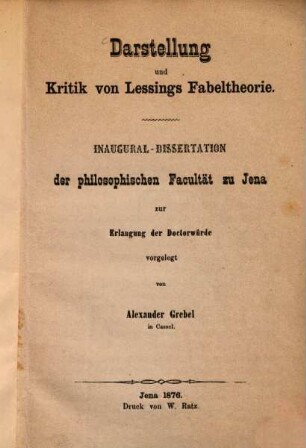 Darstellung
und
Kritik von Lessings Fabeltheorie.
INAUGURAL-DISSERTATION
der philosophischen Facultät zu Jena
zur
Erlangung der Doctorwürde
vorgelegt
von
Alexander Grebel
in Cassel.
Jena 1876.
Druck von W. Ratz.